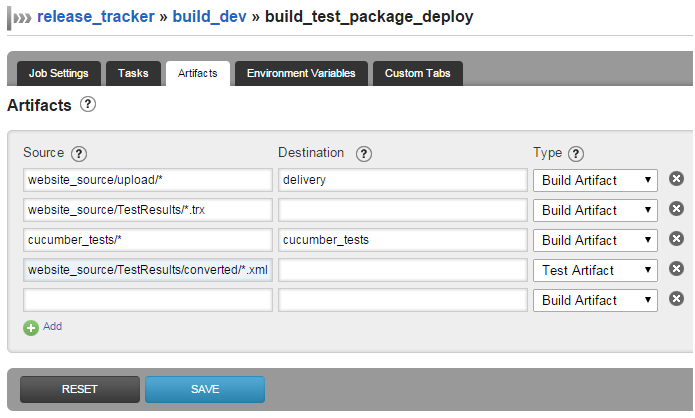 release_tracker » build_dev » build_test_package_deploy
Job Settings Tasks Artifacts Environment Variables Custom Tabs
Artifacts ?
Source ? Destination ? Type ?
website_source/upload/* delivery Build Artifact
website_source/TestResults/*.trx Build Artifact
cucumber_tests/* cucumber_tests Build Artifact
website_source/TestResults/converted/*.xml Test Artifact
Build Artifact
Add
RESET SAVE